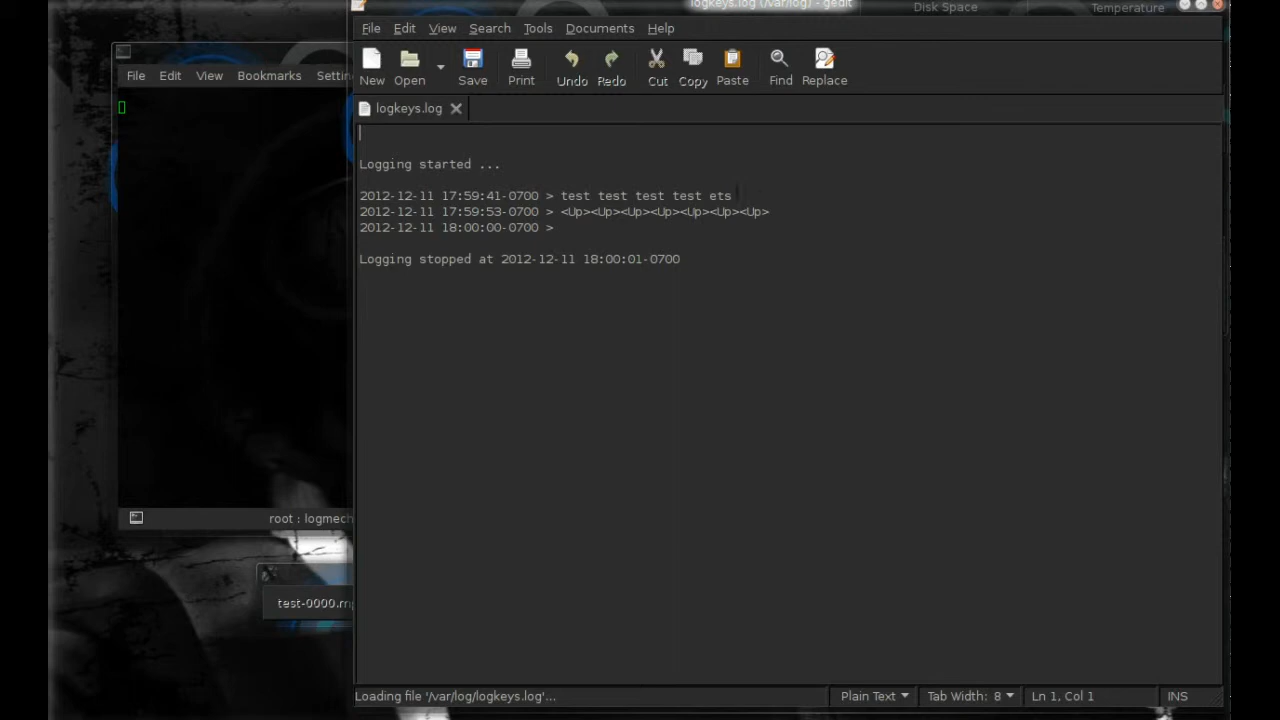 logkeys.log (/var/log) - gedit
Disk Space
Temperature
File Edit View Search Tools Documents Help
File Edit View Bookmarks
New Open Save Print Undo Redo Cut Copy Paste Find Replace
logkeys.log
Logging started ...
2012-12-11 17:59:41-0700 > test test test test ets
2012-12-11 17:59:53-0700 > <Up><Up><Up><Up><Up><Up><Up>
2012-12-11 18:00:00-0700 >
Logging stopped at 2012-12-11 18:00:01-0700
root : logmech
test-0000.m
Loading file '/var/log/logkeys.log'... Plain Text Tab Width: 8 Ln 1, Col 1 INS